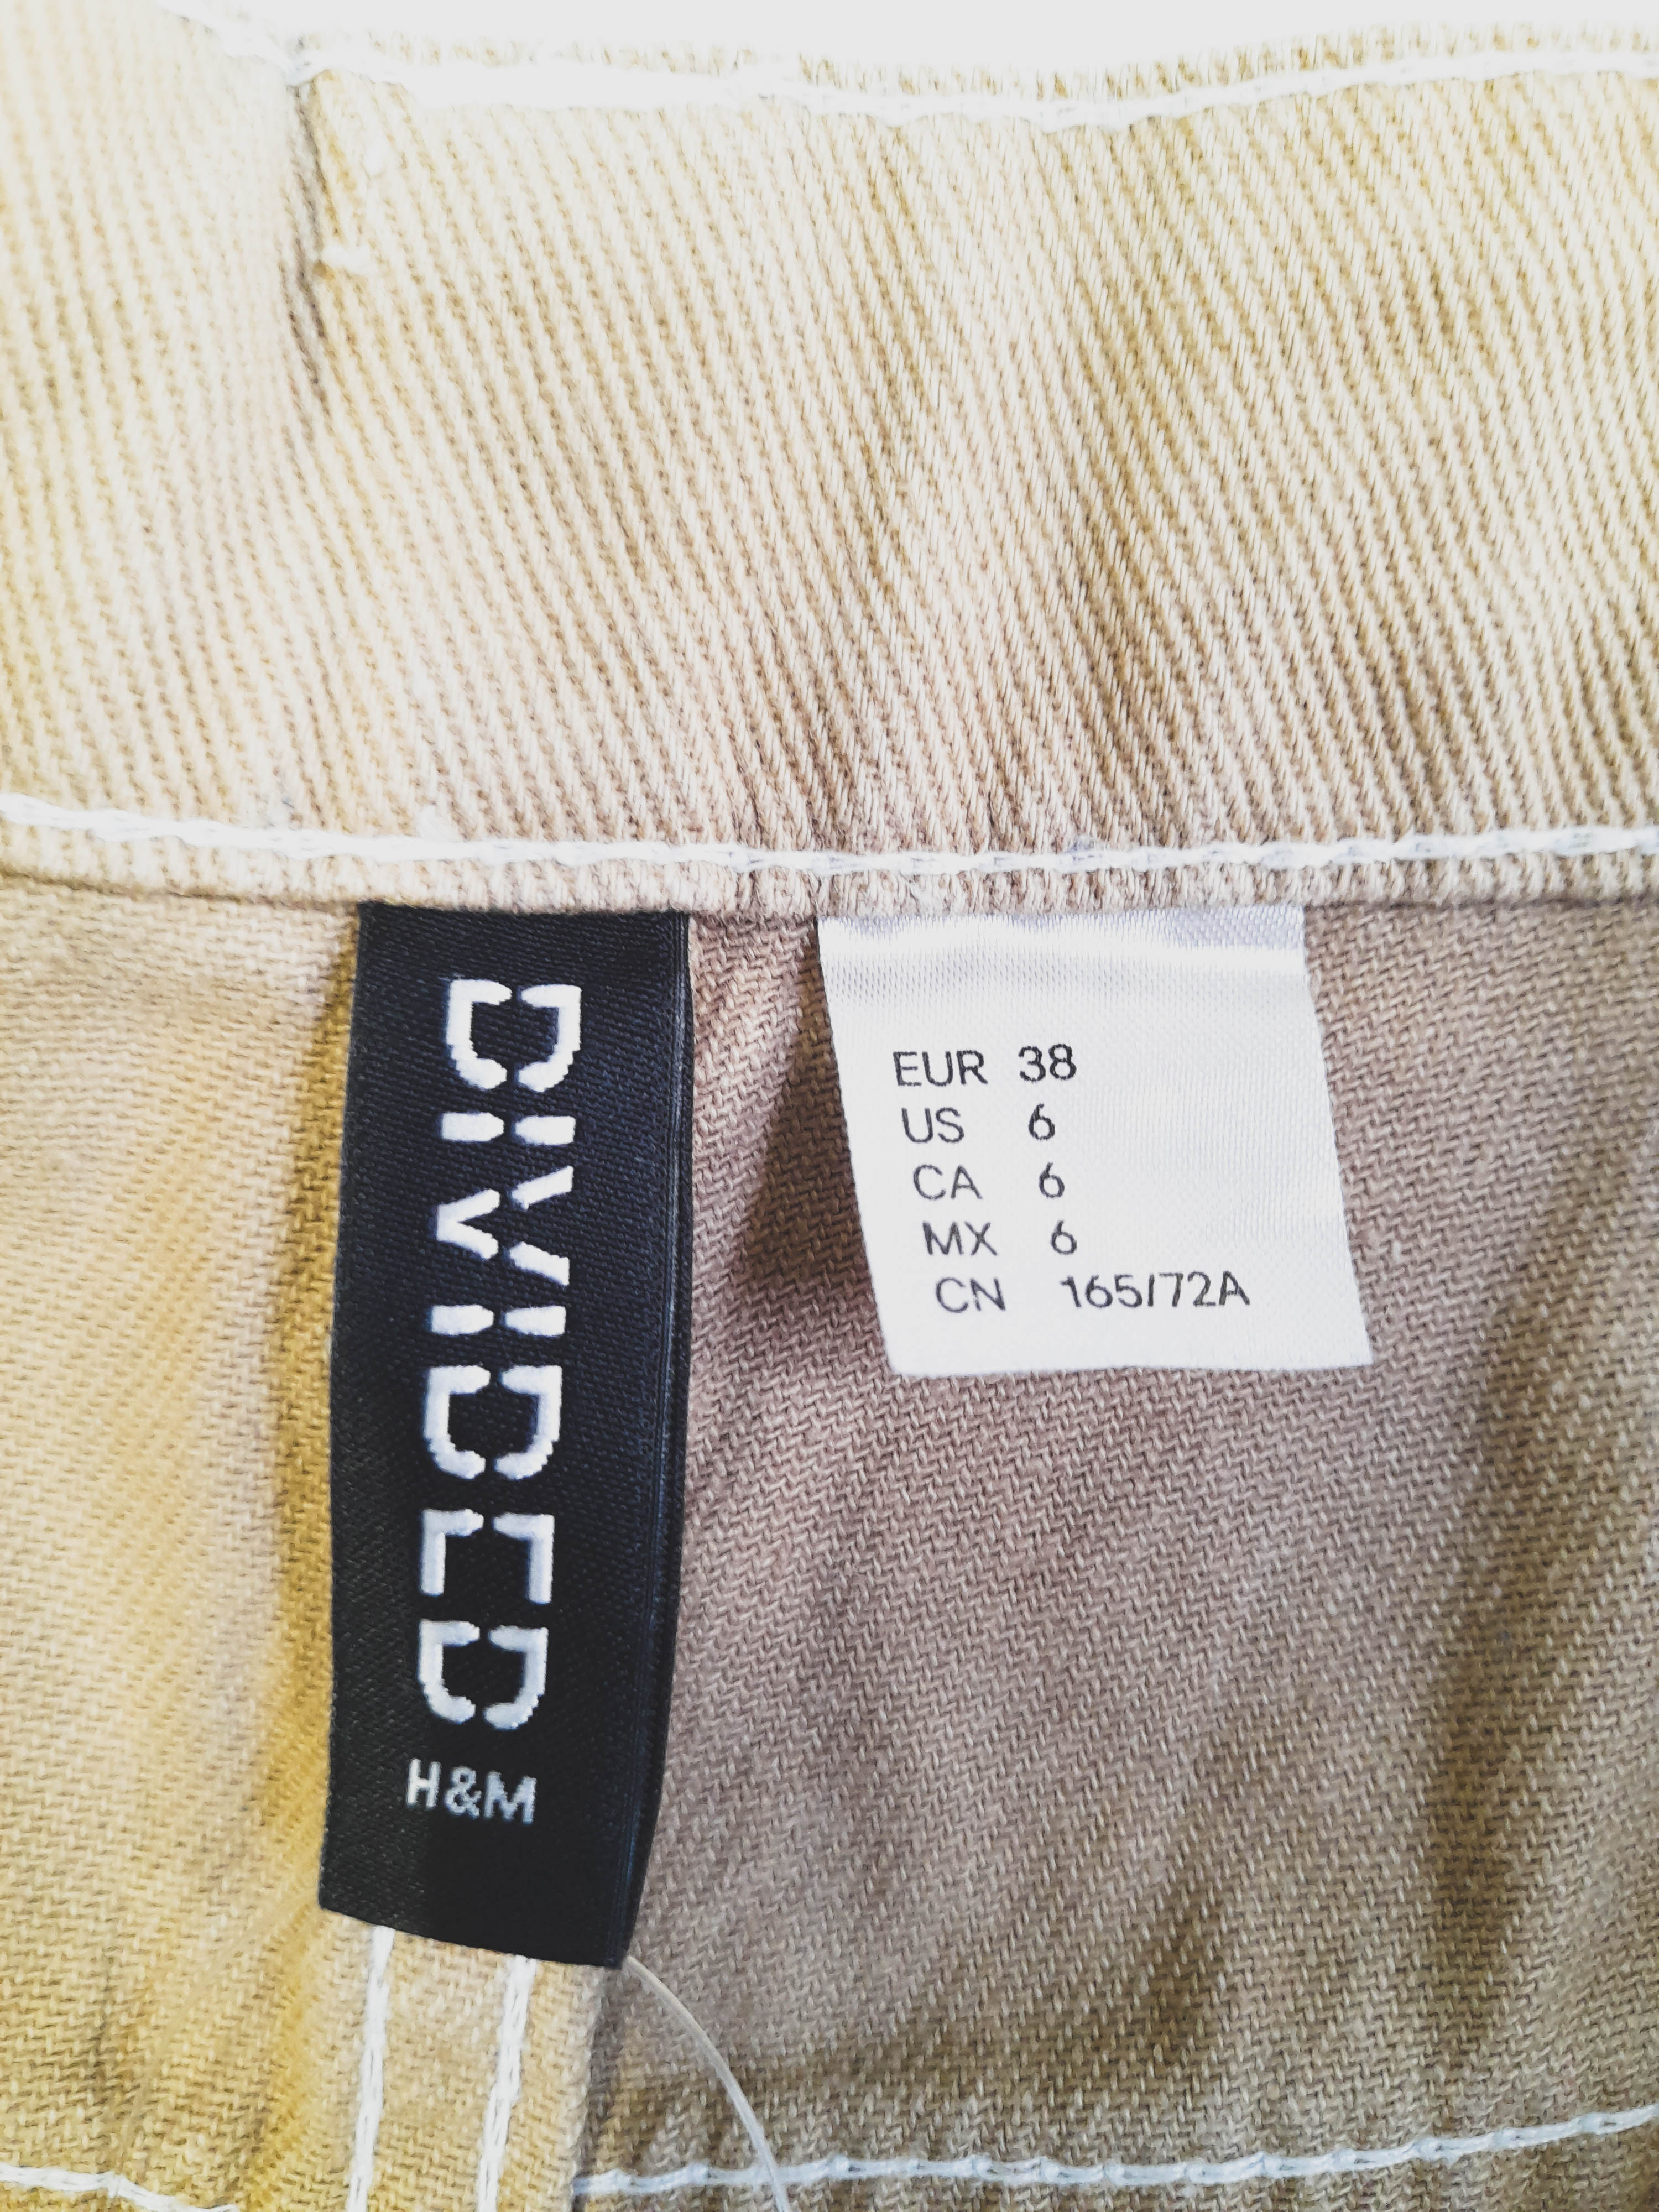 DIVIDED
H&M
EUR 38
US 6
CA 6
MX 6
CN 165/72A